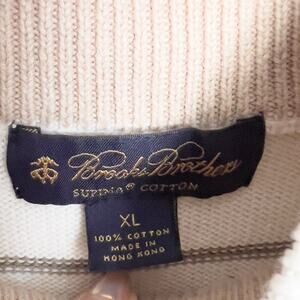 Brooks Brothers
SUPIMA® COTTON
XL
100% COTTON
MADE IN
HONG KONG